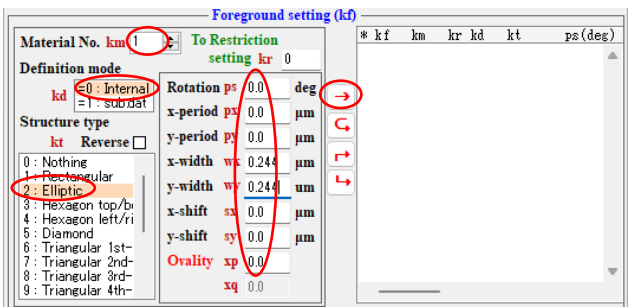 Foreground setting (kf)
Material No. km 1
To Restriction
setting kr 0
Definition mode
kd
=0 : Internal
=1 : sub.dat
Structure type
kt Reverse
0 : Nothing
1 : Rectangular
2 : Elliptic
3 : Hexagon top/b
4 : Hexagon left/ri
5 : Diamond
6 : Triangular 1st-
7 : Triangular 2nd-
8 : Triangular 3rd-
9 : Triangular 4th-
Rotation ps 0.0 deg
x-period px 0.0 μm
y-period py 0.0 μm
x-width wx 0.244 μm
y-width wy 0.244 um
x-shift sx 0.0 μm
y-shift sy 0.0 μm
Ovality xp 0.0
xq 0.0
* kf km kr kd kt ps(deg)